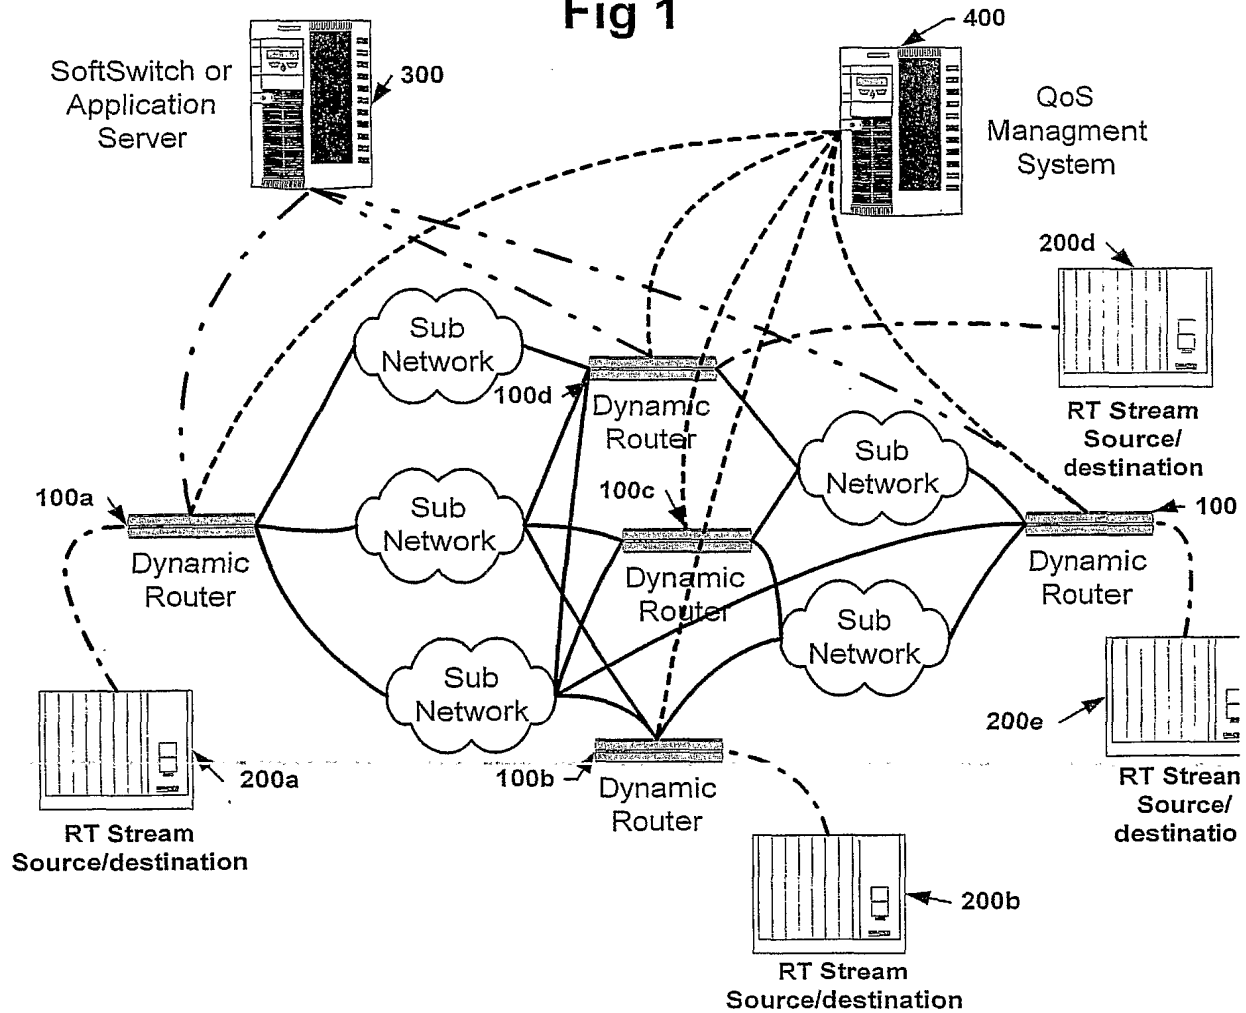 Fig 1
400
SoftSwitch or
Application
Server
300
QoS
Managment
System
200d
Sub
Network
100d
Dynamic
Router
RT Stream
Source/
destination
Sub
Network
100a
Sub
Network
100c
100
Dynamic
Router
Dynamic
Router
Dynamic
Router
Sub
Network
Sub
Network
200e
200a
100b
Dynamic
Router
RT Strean
Source/
destinatio
RT Stream
Source/destination
200b
RT Stream
Source/destination